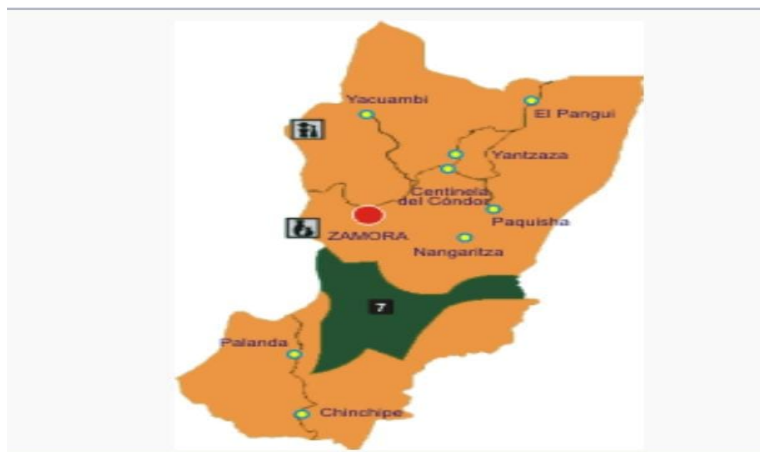 Yacuambi
El Pangui
Yantzaza
Centinela
del Cóndor
Paquisha
ZAMORA
Nangaritza
7
Palanda
Chinchipe